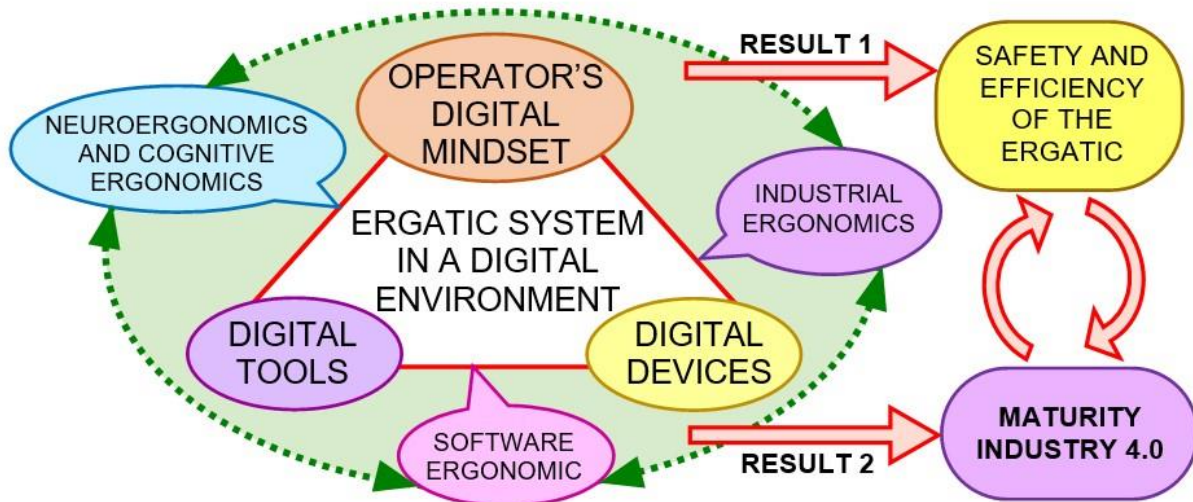 RESULT 1
OPERATOR'S
DIGITAL
MINDSET
SAFETY AND
EFFICIENCY
OF THE
ERGATIC
NEUROERGONOMICS
AND COGNITIVE
ERGONOMICS
INDUSTRIAL
ERGONOMICS
ERGATIC SYSTEM
IN A DIGITAL
ENVIRONMENT
DIGITAL
TOOLS
DIGITAL
DEVICES
SOFTWARE
ERGONOMIC
RESULT 2
MATURITY
INDUSTRY 4.0